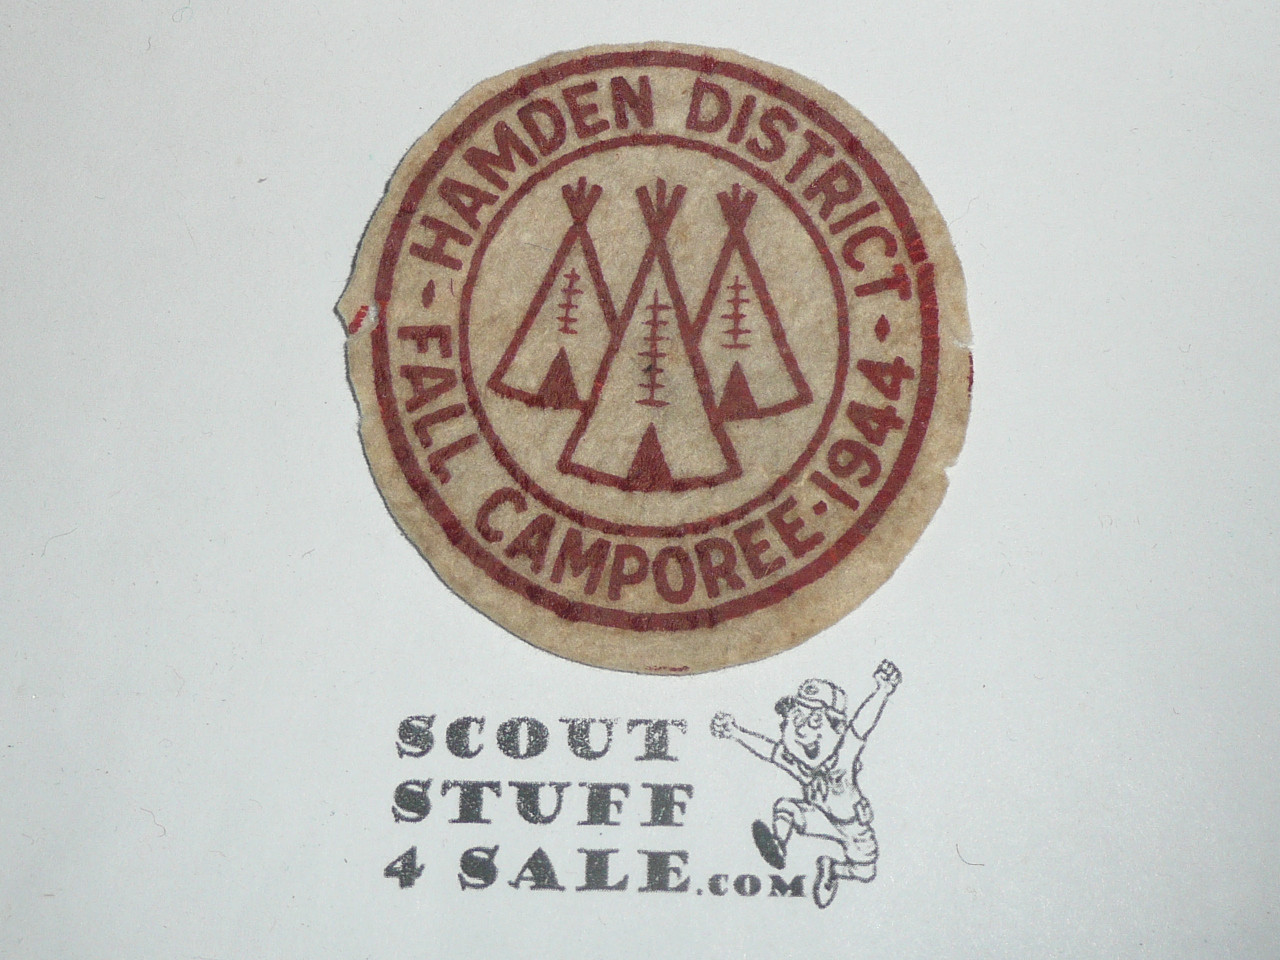 HAMDEN DISTRICT
FALL CAMPOREE · 1944
SCOUT
STUFF
4 SALE.COM